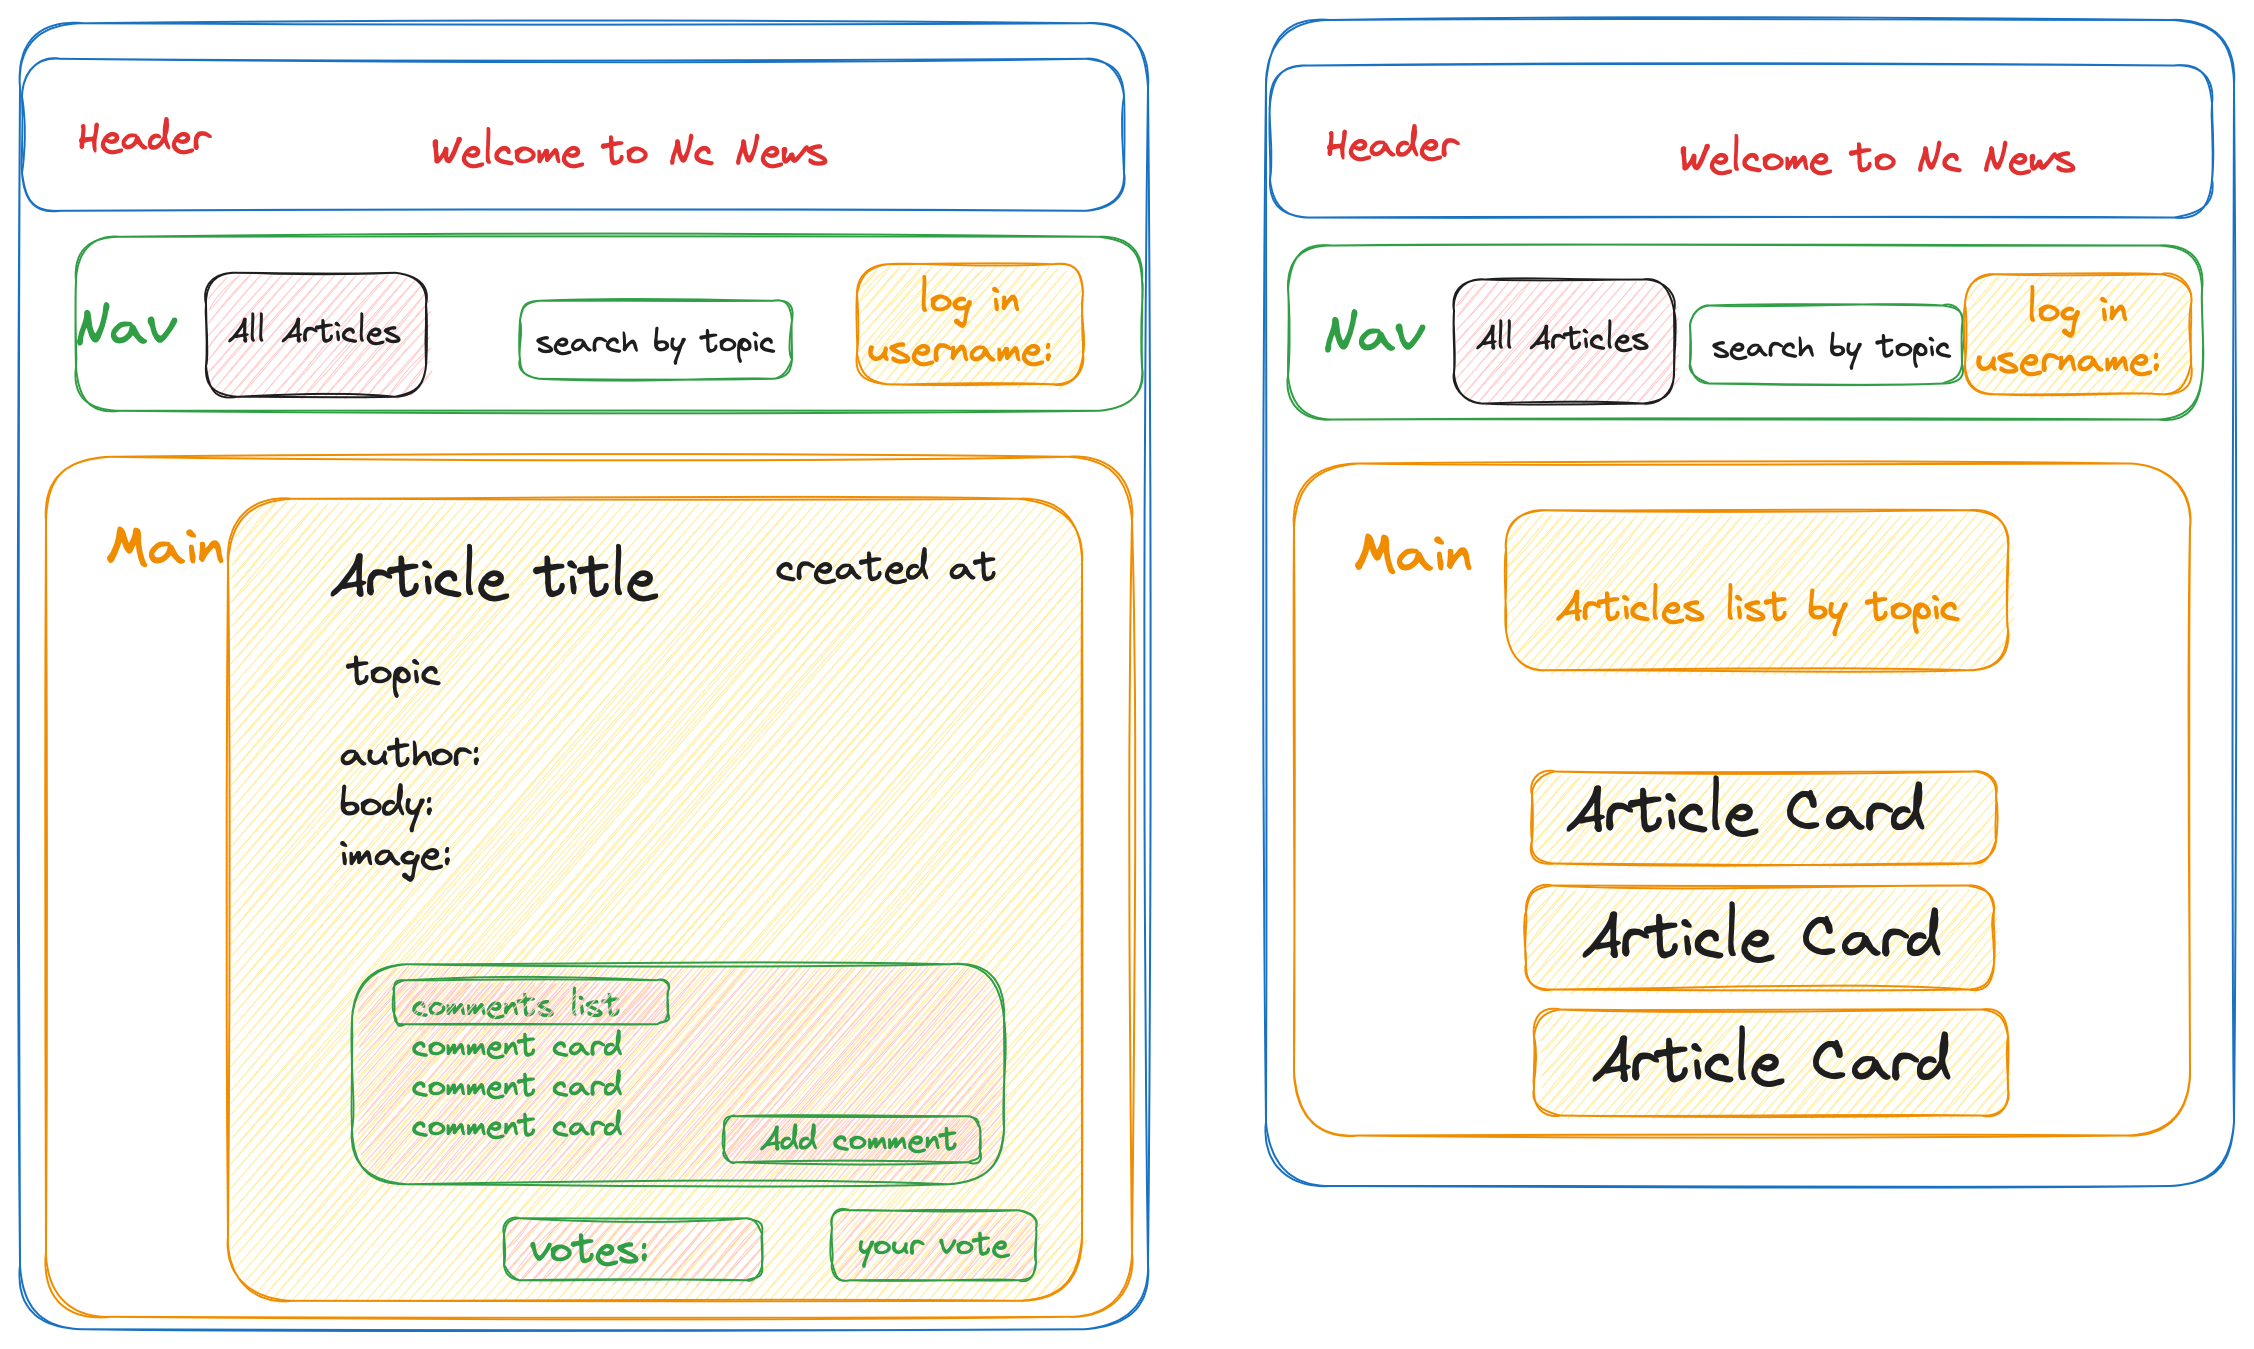 Header
Welcome to Nc News
Nav
All Articles
search by topic
log in
username:
Main
Article title
created at
topic
author:
body:
image:
comments list
comment card
comment card
comment card
Add comment
votes:
your vote
Header
Welcome to Nc News
Nav
All Articles
search by topic
log in
username:
Main
Articles list by topic
Article Card
Article Card
Article Card